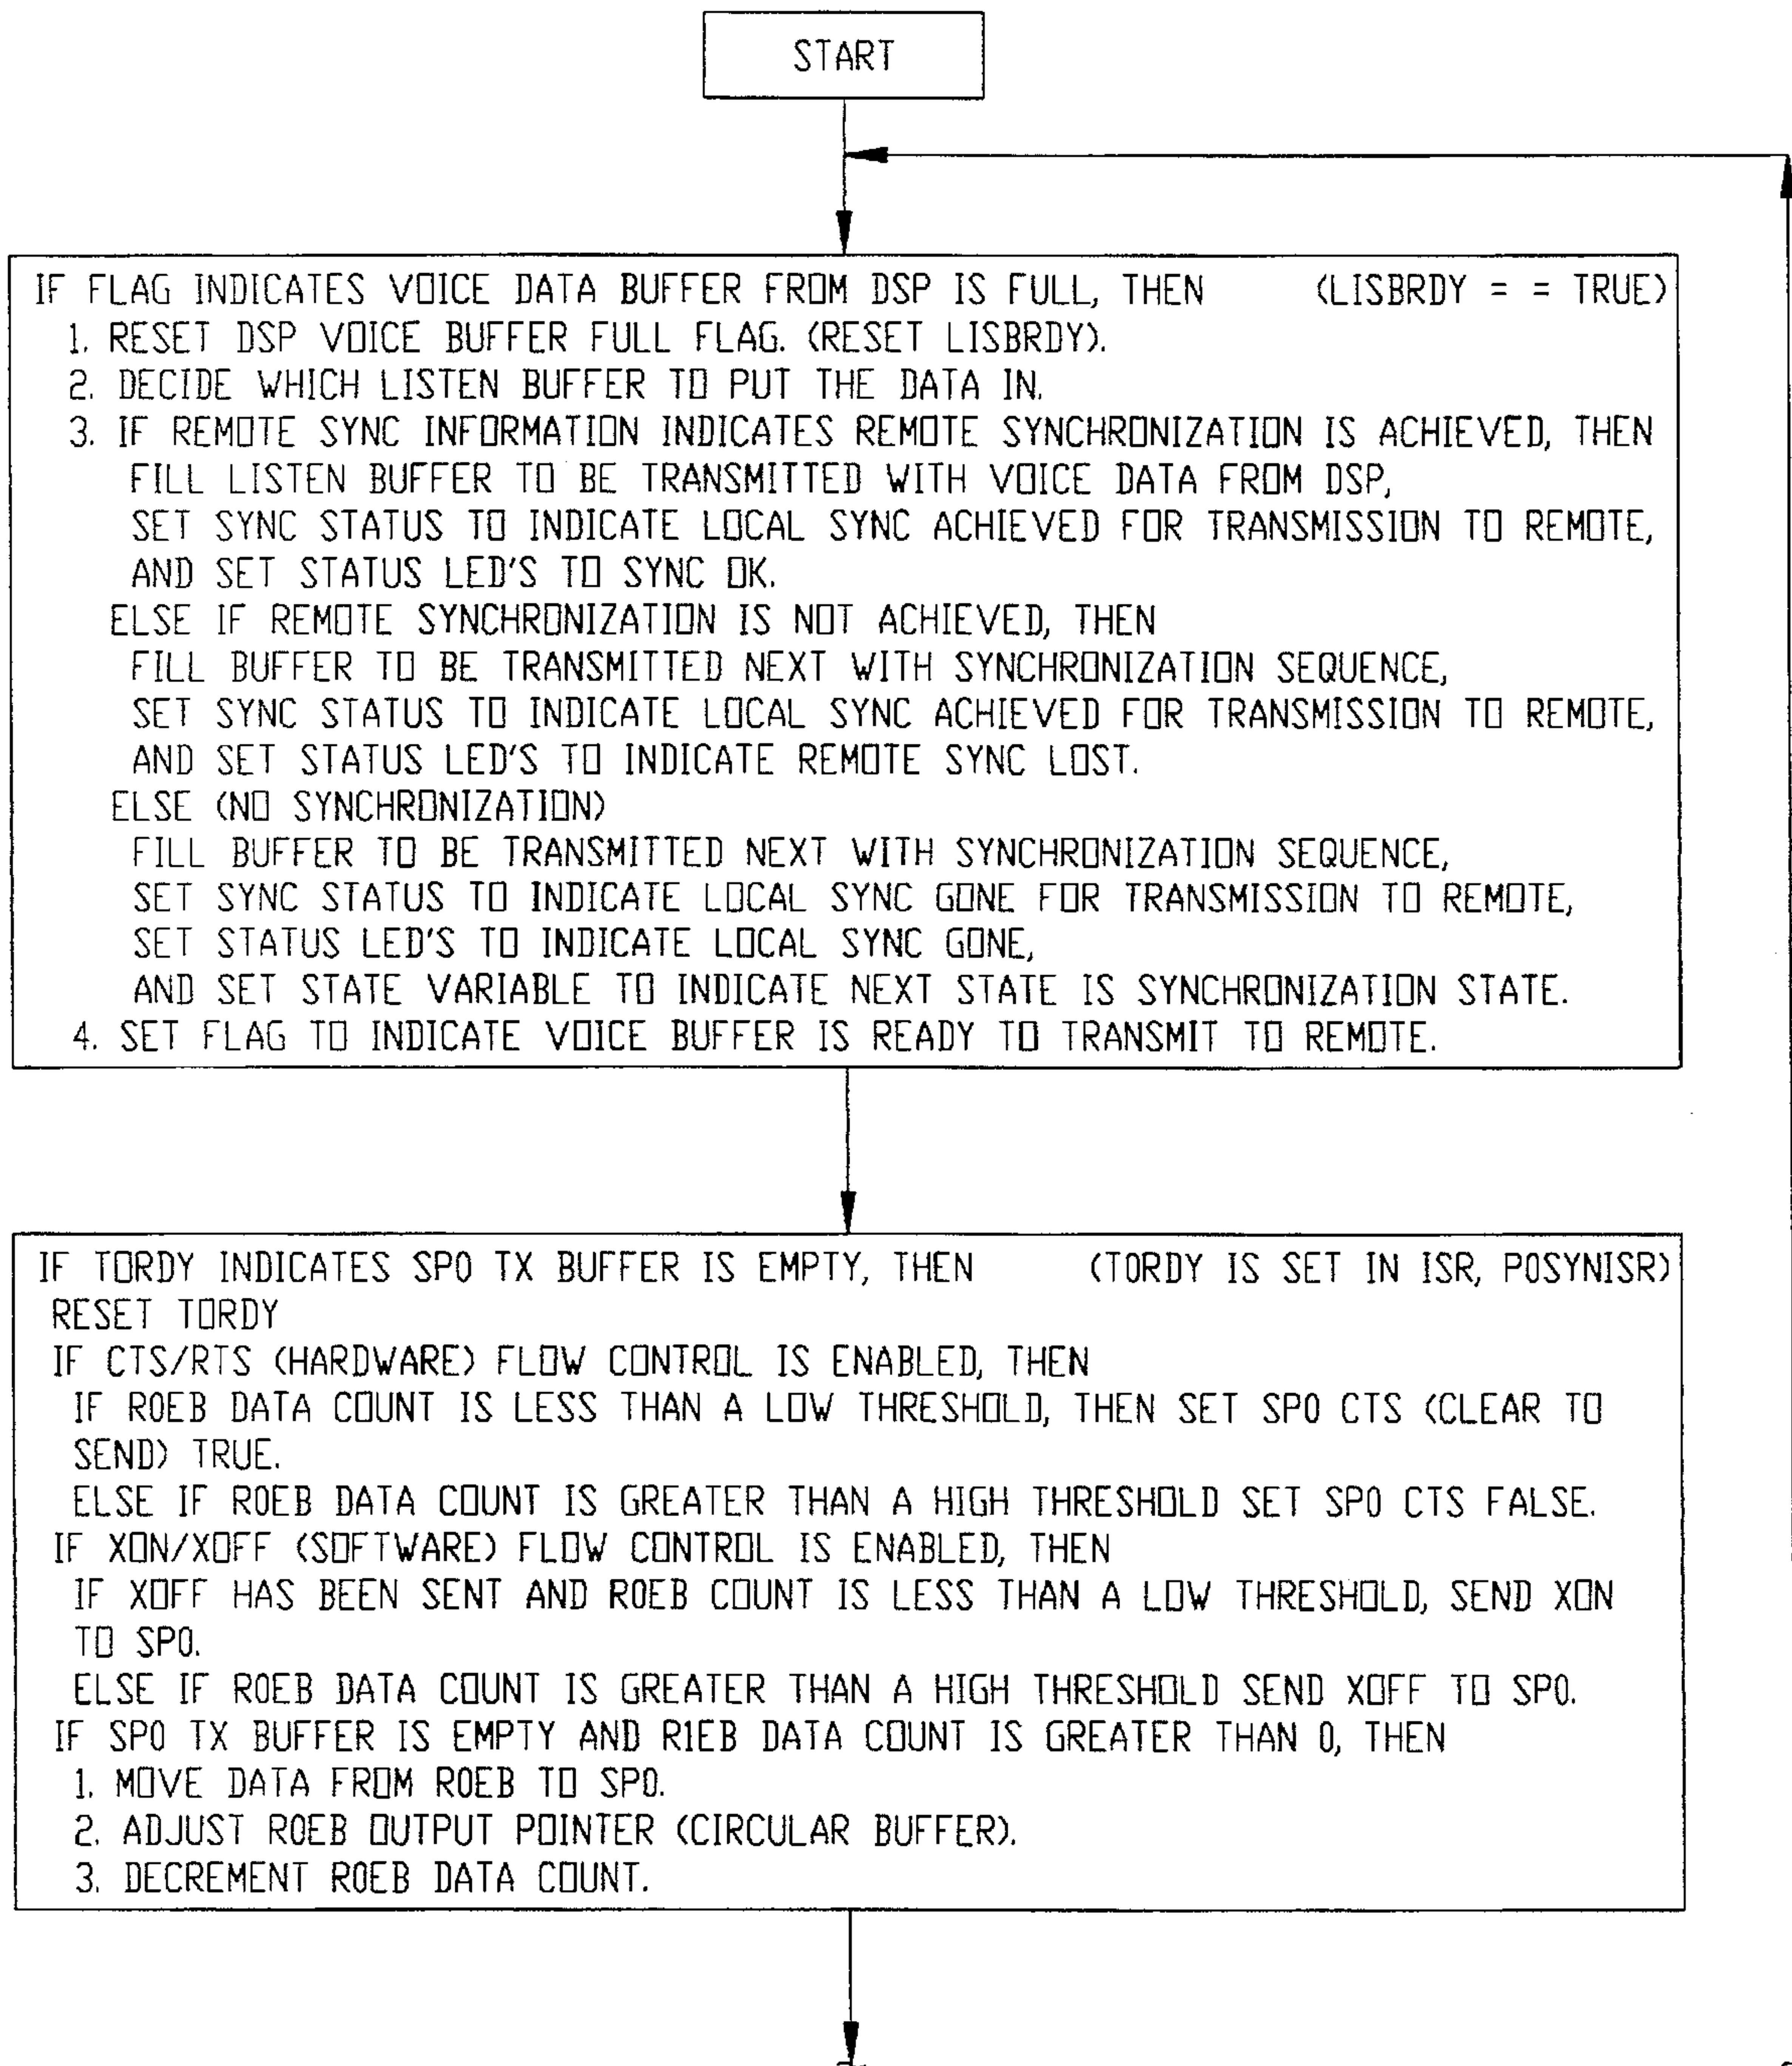 START
IF FLAG INDICATES VOICE DATA BUFFER FROM DSP IS FULL, THEN (LISBRDY = = TRUE)
1. RESET DSP VOICE BUFFER FULL FLAG. (RESET LISBRDY).
2. DECIDE WHICH LISTEN BUFFER TO PUT THE DATA IN.
3. IF REMOTE SYNC INFORMATION INDICATES REMOTE SYNCHRONIZATION IS ACHIEVED, THEN
FILL LISTEN BUFFER TO BE TRANSMITTED WITH VOICE DATA FROM DSP,
SET SYNC STATUS TO INDICATE LOCAL SYNC ACHIEVED FOR TRANSMISSION TO REMOTE,
AND SET STATUS LED'S TO SYNC OK.
ELSE IF REMOTE SYNCHRONIZATION IS NOT ACHIEVED, THEN
FILL BUFFER TO BE TRANSMITTED NEXT WITH SYNCHRONIZATION SEQUENCE,
SET SYNC STATUS TO INDICATE LOCAL SYNC ACHIEVED FOR TRANSMISSION TO REMOTE,
AND SET STATUS LED'S TO INDICATE REMOTE SYNC LOST.
ELSE (NO SYNCHRONIZATION)
FILL BUFFER TO BE TRANSMITTED NEXT WITH SYNCHRONIZATION SEQUENCE,
SET SYNC STATUS TO INDICATE LOCAL SYNC GONE FOR TRANSMISSION TO REMOTE,
SET STATUS LED'S TO INDICATE LOCAL SYNC GONE,
AND SET STATE VARIABLE TO INDICATE NEXT STATE IS SYNCHRONIZATION STATE.
4. SET FLAG TO INDICATE VOICE BUFFER IS READY TO TRANSMIT TO REMOTE.
IF T0RDY INDICATES SP0 TX BUFFER IS EMPTY, THEN (T0RDY IS SET IN ISR, P0SYNISR)
RESET T0RDY
IF CTS/RTS (HARDWARE) FLOW CONTROL IS ENABLED, THEN
IF R0EB DATA COUNT IS LESS THAN A LOW THRESHOLD, THEN SET SP0 CTS (CLEAR TO
SEND) TRUE.
ELSE IF R0EB DATA COUNT IS GREATER THAN A HIGH THRESHOLD SET SP0 CTS FALSE.
IF XON/XOFF (SOFTWARE) FLOW CONTROL IS ENABLED, THEN
IF XOFF HAS BEEN SENT AND R0EB COUNT IS LESS THAN A LOW THRESHOLD, SEND XON
TO SP0.
ELSE IF R0EB DATA COUNT IS GREATER THAN A HIGH THRESHOLD SEND XOFF TO SP0.
IF SP0 TX BUFFER IS EMPTY AND R1EB DATA COUNT IS GREATER THAN 0, THEN
1. MOVE DATA FROM R0EB TO SP0.
2. ADJUST R0EB OUTPUT POINTER (CIRCULAR BUFFER).
3. DECREMENT R0EB DATA COUNT.